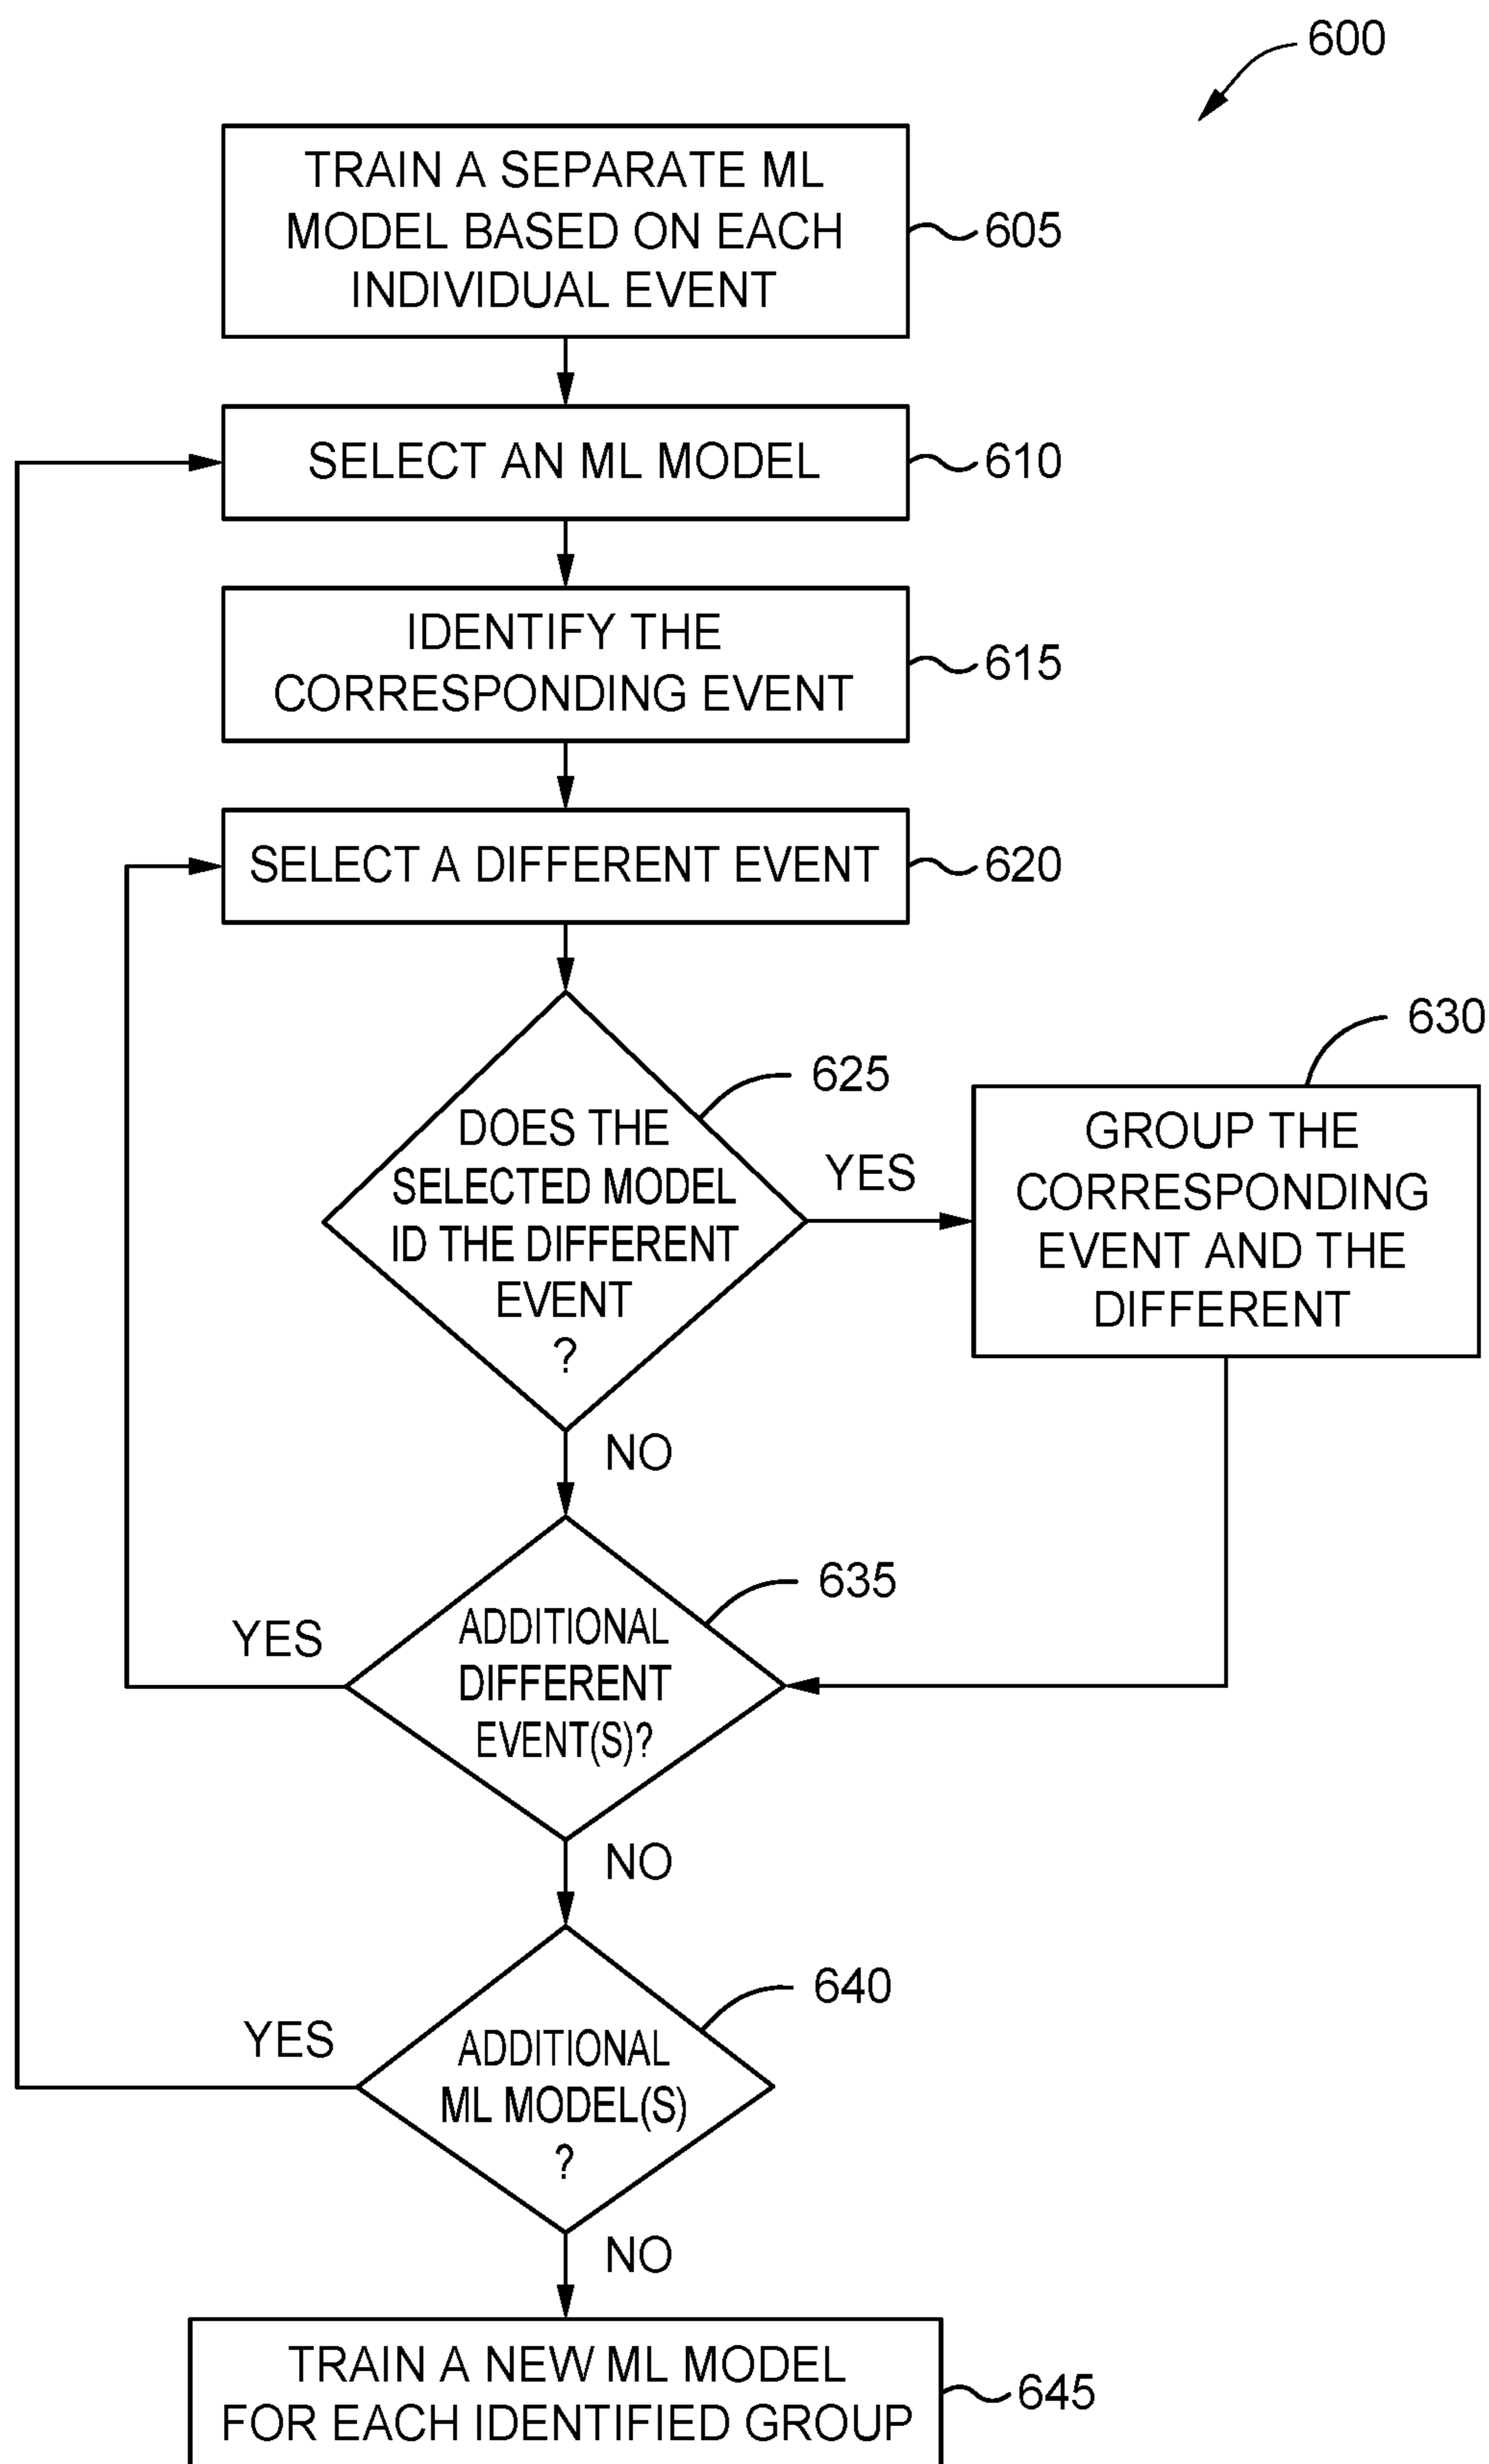 600
TRAIN A SEPARATE ML
MODEL BASED ON EACH
INDIVIDUAL EVENT
605
SELECT AN ML MODEL
610
IDENTIFY THE
CORRESPONDING EVENT
615
SELECT A DIFFERENT EVENT
620
625
DOES THE
SELECTED MODEL
ID THE DIFFERENT
EVENT
?
YES
630
GROUP THE
CORRESPONDING
EVENT AND THE
DIFFERENT
NO
635
ADDITIONAL
DIFFERENT
EVENT(S)?
YES
NO
640
ADDITIONAL
ML MODEL(S)
?
YES
NO
TRAIN A NEW ML MODEL
FOR EACH IDENTIFIED GROUP
645